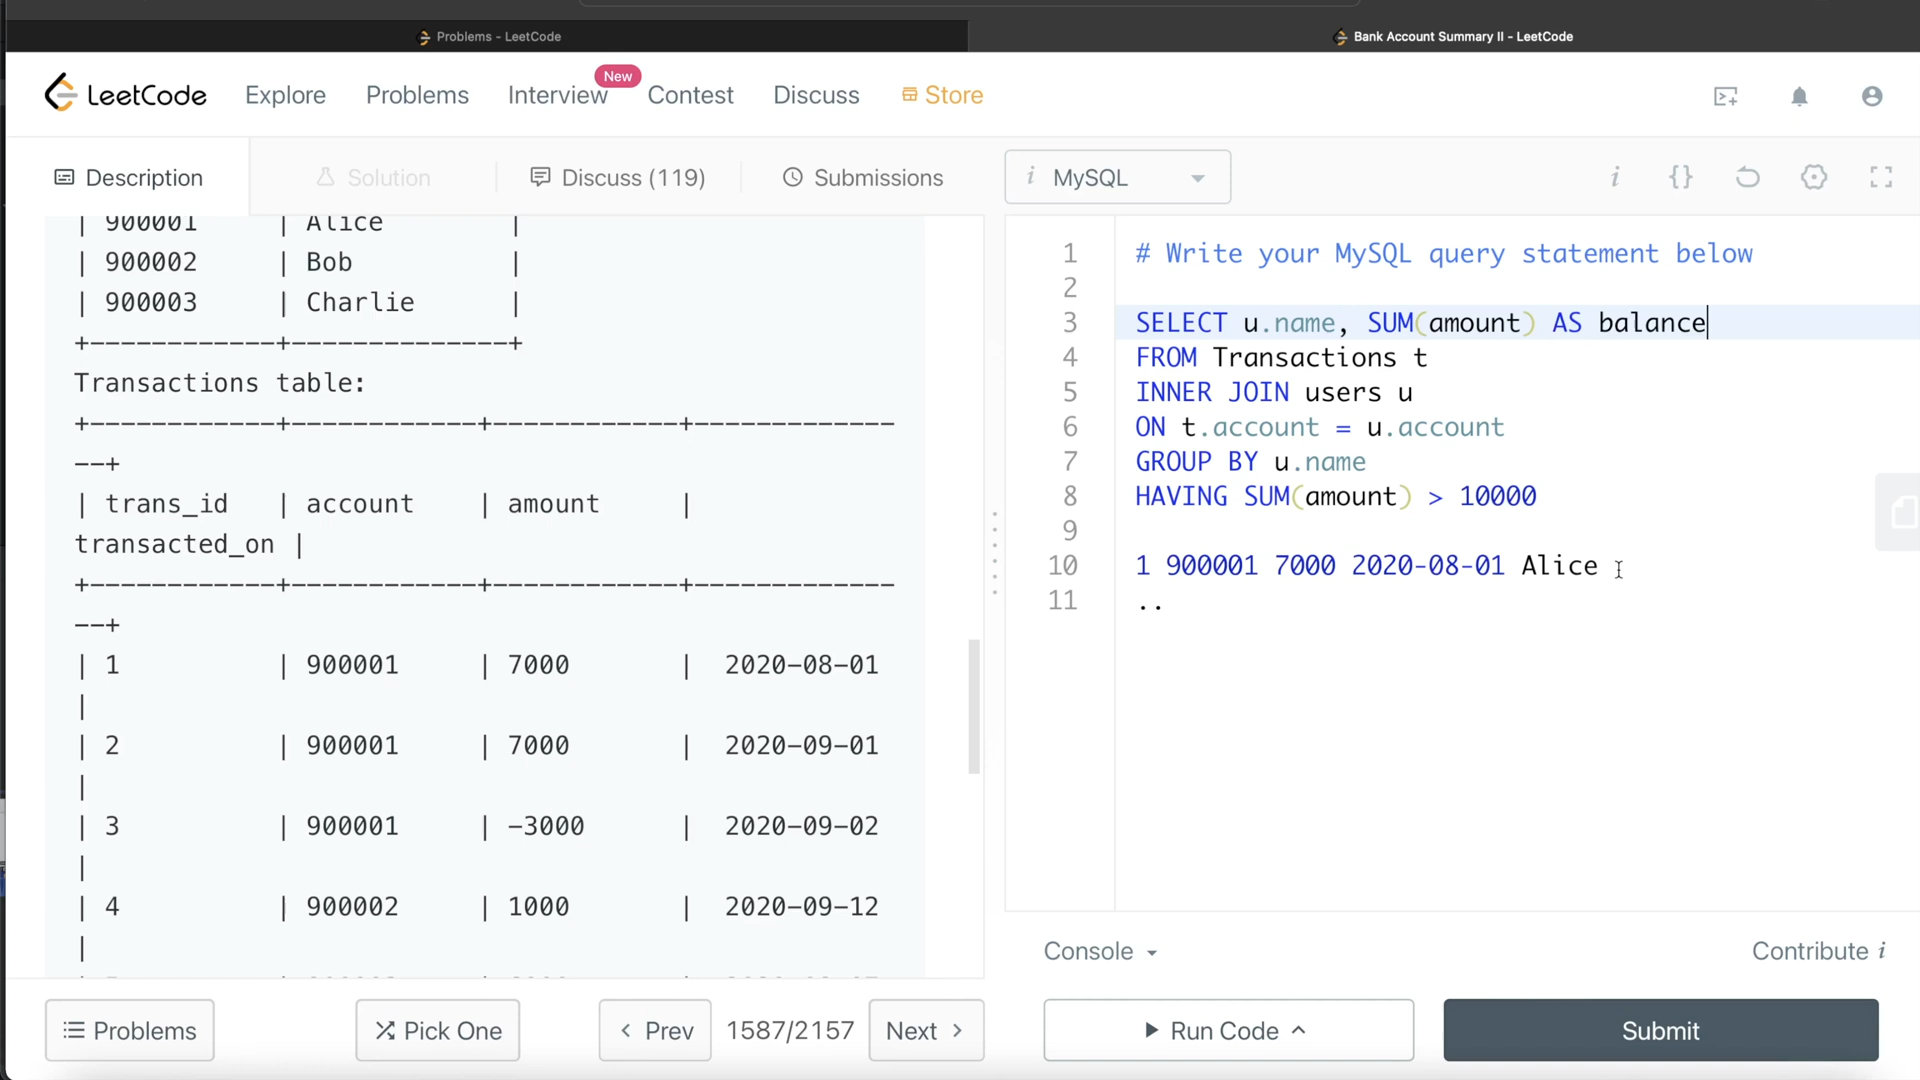 Problems - LeetCode
Bank Account Summary II - LeetCode
LeetCode
Explore
Problems
Interview
New
Contest
Discuss
Store
Description
Solution
Discuss (119)
Submissions
| 900001 | Alice |
| 900002 | Bob |
| 900003 | Charlie |
+------------+--------------+
Transactions table:
+------------+------------+------------+-------------
--+
| trans_id | account | amount |
transacted_on |
+------------+------------+------------+-------------
--+
| 1 | 900001 | 7000 | 2020-08-01
|
| 2 | 900001 | 7000 | 2020-09-01
|
| 3 | 900001 | -3000 | 2020-09-02
|
| 4 | 900002 | 1000 | 2020-09-12
|
i MySQL
i {}
1 # Write your MySQL query statement below
2
3 SELECT u.name, SUM(amount) AS balance
4 FROM Transactions t
5 INNER JOIN users u
6 ON t.account = u.account
7 GROUP BY u.name
8 HAVING SUM(amount) > 10000
9
10 1 900001 7000 2020-08-01 Alice
11 ..
Console
Contribute i
Problems
Pick One
Prev
1587/2157
Next
Run Code
Submit